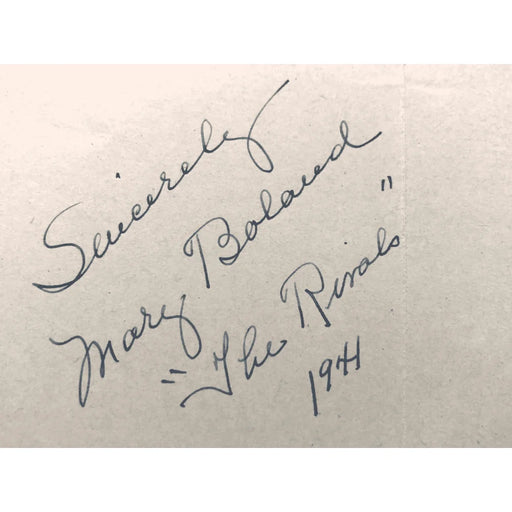 Sincerely
Mary Boland
"The Rivals"
1941